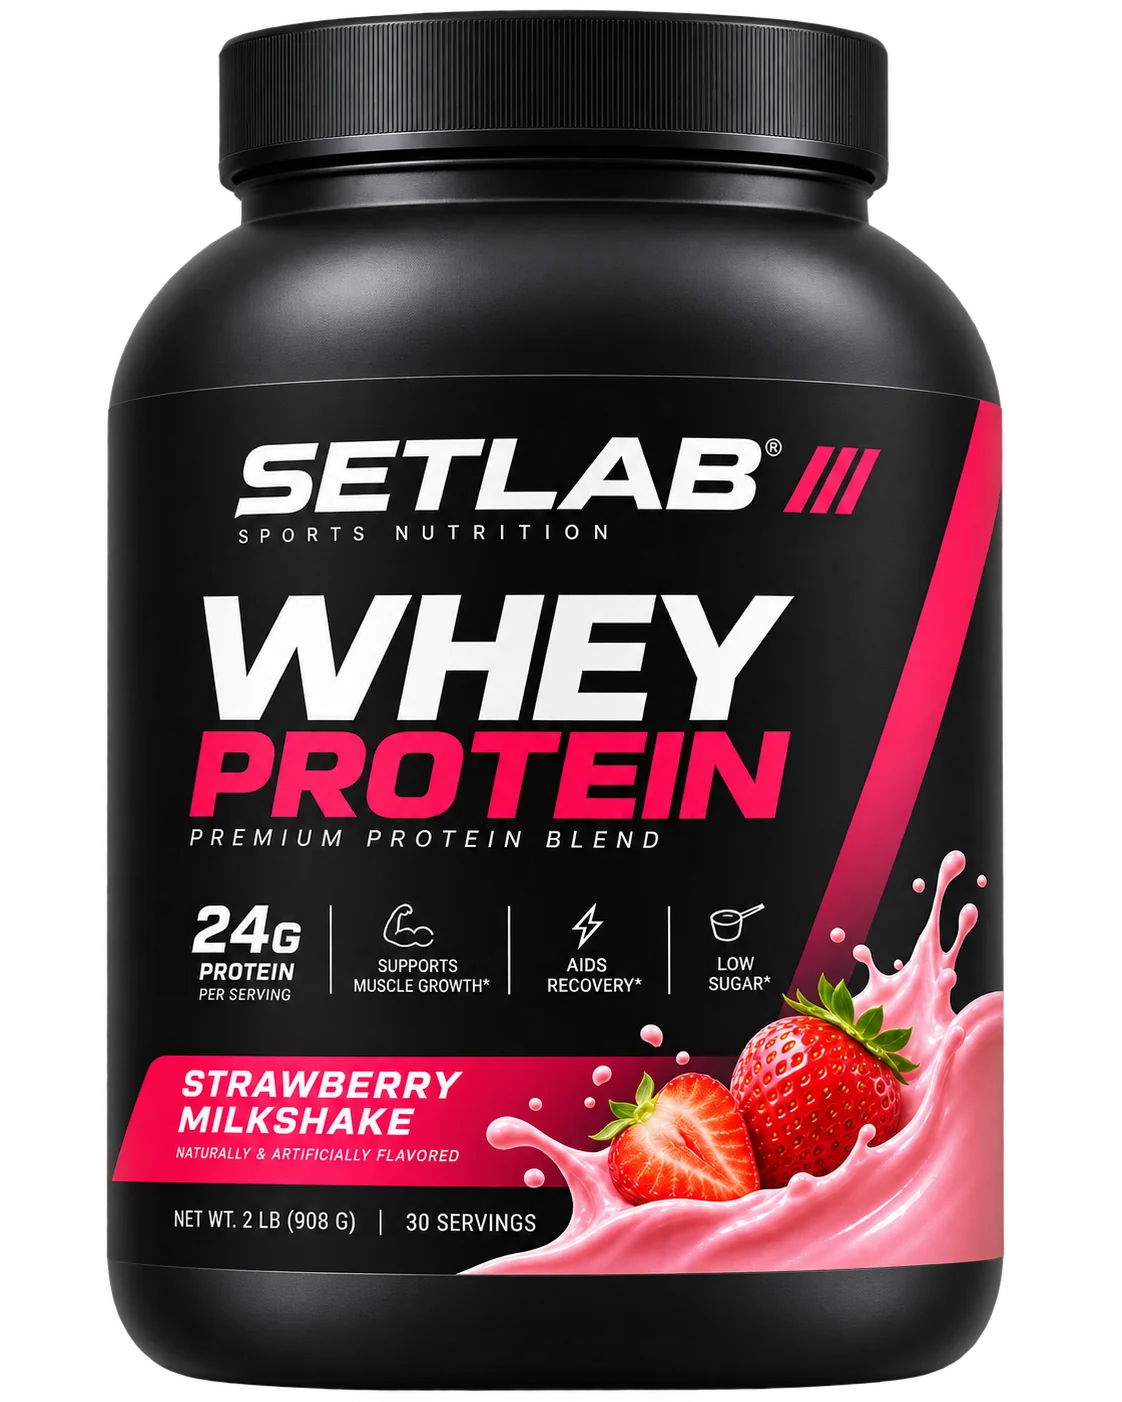 SETLAB®
SPORTS NUTRITION
WHEY
PROTEIN
PREMIUM PROTEIN BLEND
24G
PROTEIN
PER SERVING
SUPPORTS
MUSCLE GROWTH*
AIDS
RECOVERY*
LOW
SUGAR*
STRAWBERRY
MILKSHAKE
NATURALLY & ARTIFICIALLY FLAVORED
NET WT. 2 LB (908 G) | 30 SERVINGS